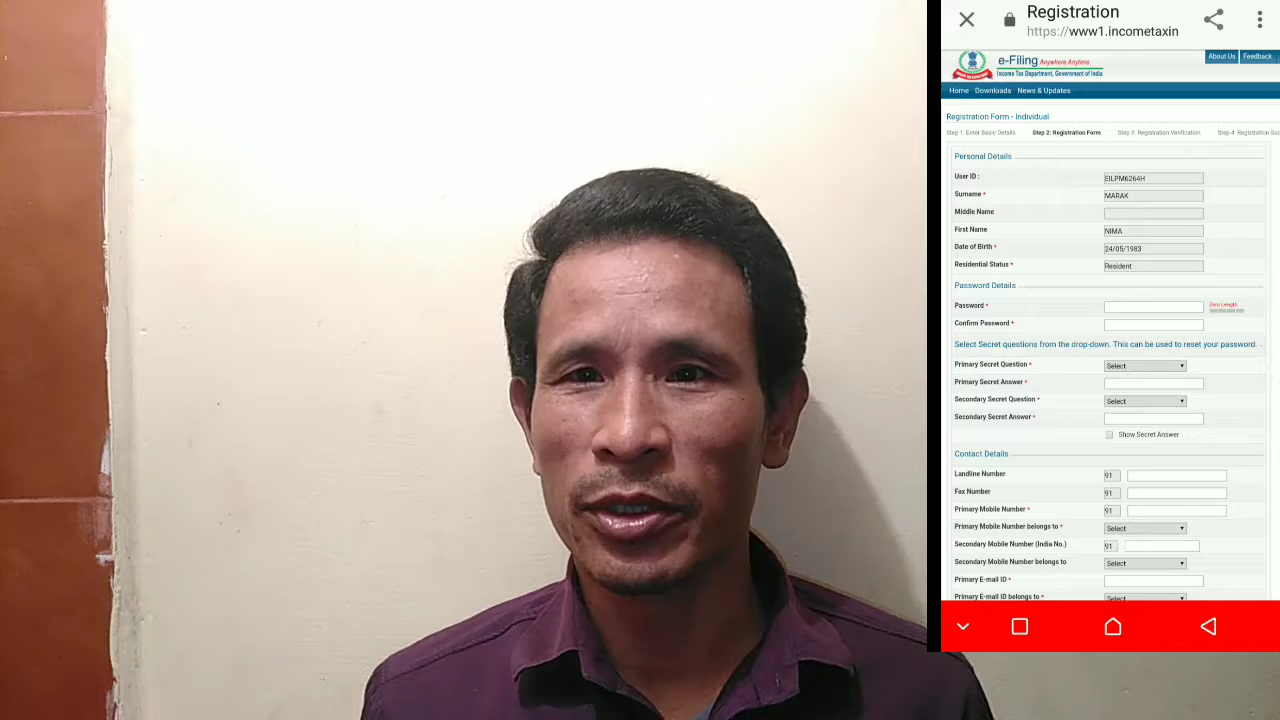 Registration
https://www1.incometaxin
e-Filing Anywhere Anytime
Income Tax Department, Government of India
About Us Feedback
Home Downloads News & Updates
Registration Form - Individual
Step 1: Enter Basic Details Step 2: Registration Form Step 3: Registration Verification Step 4: Registration Suc
Personal Details
User ID : EILPM6264H
Surname * MARAK
Middle Name
First Name NIMA
Date of Birth * 24/05/1983
Residential Status * Resident
Password Details
Password * Zero Length
Confirm Password *
Select Secret questions from the drop-down. This can be used to reset your password.
Primary Secret Question * Select
Primary Secret Answer *
Secondary Secret Question * Select
Secondary Secret Answer *
Show Secret Answer
Contact Details
Landline Number 91
Fax Number 91
Primary Mobile Number * 91
Primary Mobile Number belongs to * Select
Secondary Mobile Number (India No.) 91
Secondary Mobile Number belongs to Select
Primary E-mail ID *
Primary E-mail ID belongs to * Select